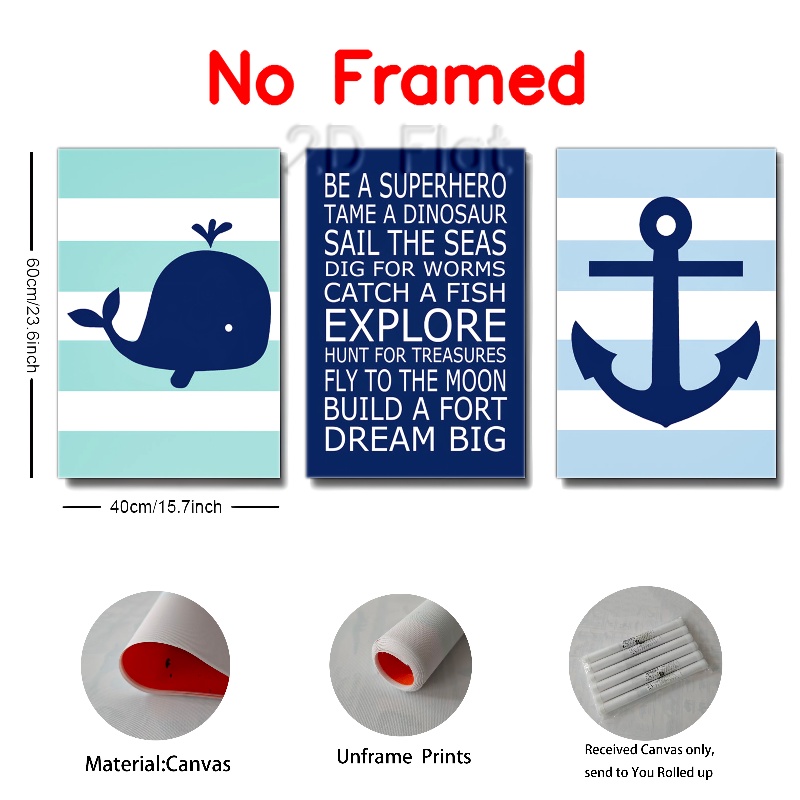 No Framed
2D Flat
60cm/23.6inch
BE A SUPERHERO
TAME A DINOSAUR
SAIL THE SEAS
DIG FOR WORMS
CATCH A FISH
EXPLORE
HUNT FOR TREASURES
FLY TO THE MOON
BUILD A FORT
DREAM BIG
40cm/15.7inch
Material:Canvas
Unframe Prints
Received Canvas only,
send to You Rolled up